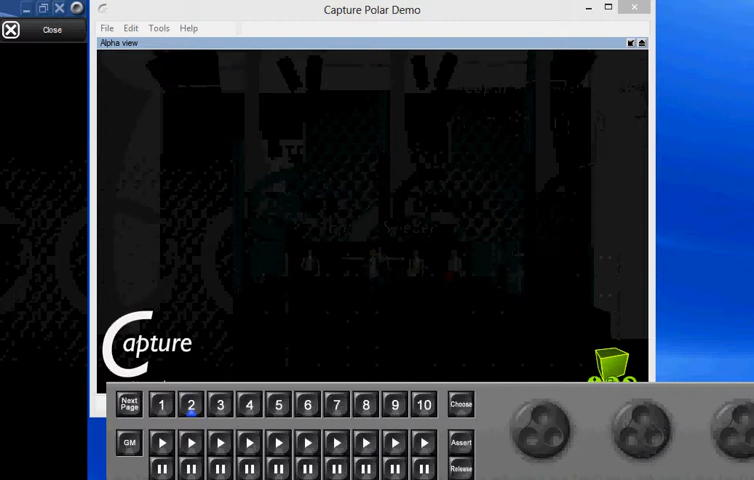 Close
Capture Polar Demo
File Edit Tools Help
Alpha view
Capture
Next Page 1 2 3 4 5 6 7 8 9 10 Choose
GM Assert
Release